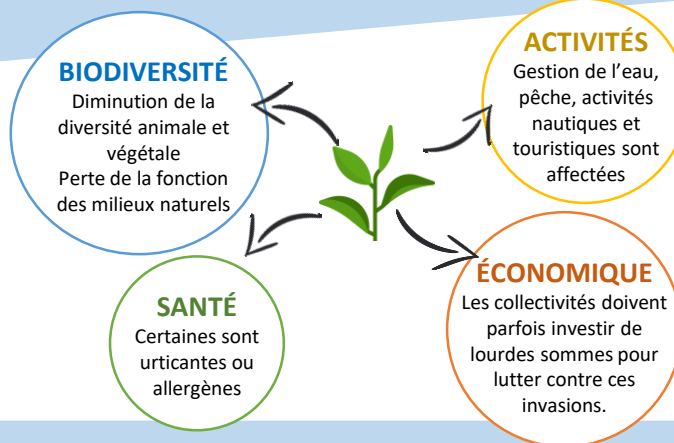 BIODIVERSITÉ
Diminution de la
diversité animale et
végétale
Perte de la fonction
des milieux naturels
ACTIVITÉS
Gestion de l'eau,
pêche, activités
nautiques et
touristiques sont
affectées
SANTÉ
Certaines sont
urticantes ou
allergènes
ÉCONOMIQUE
Les collectivités doivent
parfois investir de
lourdes sommes pour
lutter contre ces
invasions.